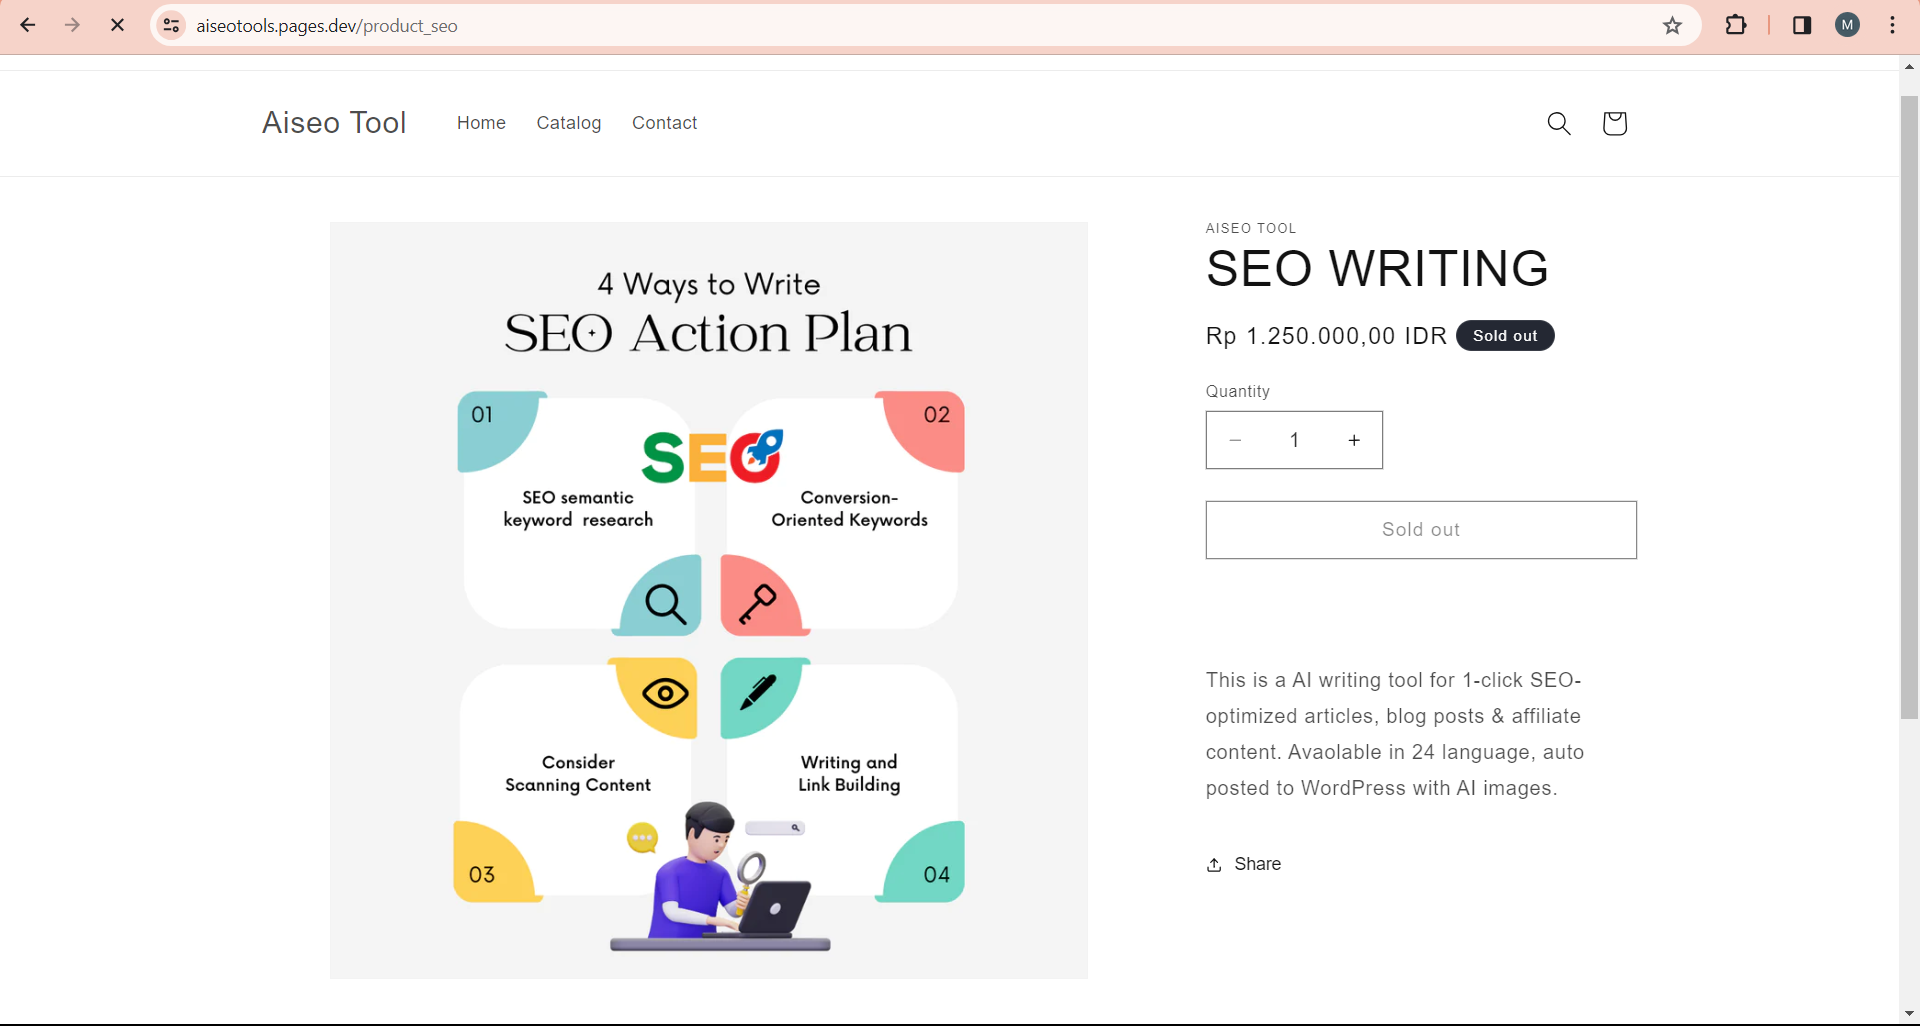 aiseotools.pages.dev/product_seo
M
Aiseo Tool
Home
Catalog
Contact
4 Ways to Write
SEO Action Plan
01
02
SEO
SEO semantic
keyword research
Conversion-
Oriented Keywords
Consider
Scanning Content
Writing and
Link Building
03
04
AISEO TOOL
SEO WRITING
Rp 1.250.000,00 IDR
Sold out
Quantity
− 1 +
Sold out
This is a AI writing tool for 1-click SEO-
optimized articles, blog posts & affiliate
content. Avaolable in 24 language, auto
posted to WordPress with AI images.
Share